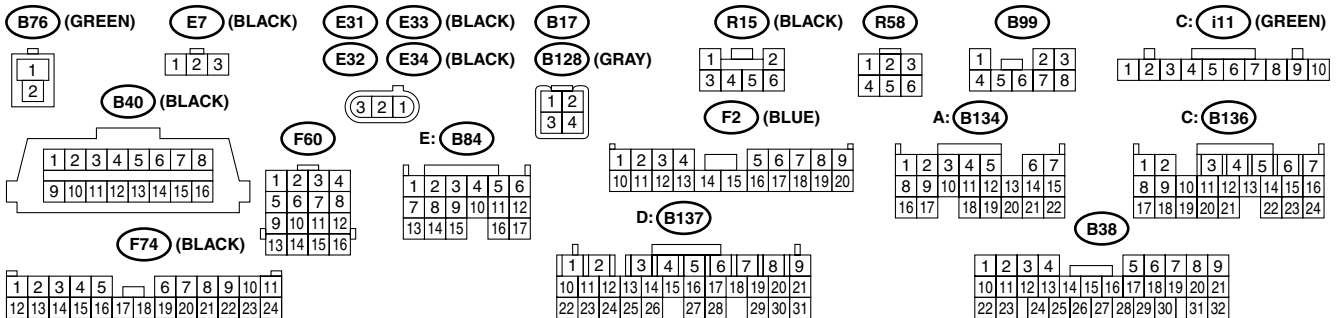 B76 (GREEN)
1
2
E7 (BLACK)
1 2 3
E31 E33 (BLACK)
E32 E34 (BLACK)
3 2 1
B17
B128 (GRAY)
1 2
3 4
R15 (BLACK)
1 2
3 4 5 6
R58
1 2 3
4 5 6
B99
1 2 3
4 5 6 7 8
C: i11 (GREEN)
1 2 3 4 5 6 7 8 9 10
B40 (BLACK)
1 2 3 4 5 6 7 8
9 10 11 12 13 14 15 16
F60
1 2 3 4
5 6 7 8
9 10 11 12
13 14 15 16
E: B84
1 2 3 4 5 6
7 8 9 10 11 12
13 14 15 16 17
F2 (BLUE)
1 2 3 4 5 6 7 8 9
10 11 12 13 14 15 16 17 18 19 20
A: B134
1 2 3 4 5 6 7
8 9 10 11 12 13 14 15
16 17 18 19 20 21 22
C: B136
1 2 3 4 5 6 7
8 9 10 11 12 13 14 15 16
17 18 19 20 21 22 23 24
F74 (BLACK)
1 2 3 4 5 6 7 8 9 10 11
12 13 14 15 16 17 18 19 20 21 22 23 24
D: B137
1 2 3 4 5 6 7 8 9
10 11 12 13 14 15 16 17 18 19 20 21
22 23 24 25 26 27 28 29 30 31
B38
1 2 3 4 5 6 7 8 9
10 11 12 13 14 15 16 17 18 19 20 21
22 23 24 25 26 27 28 29 30 31 32